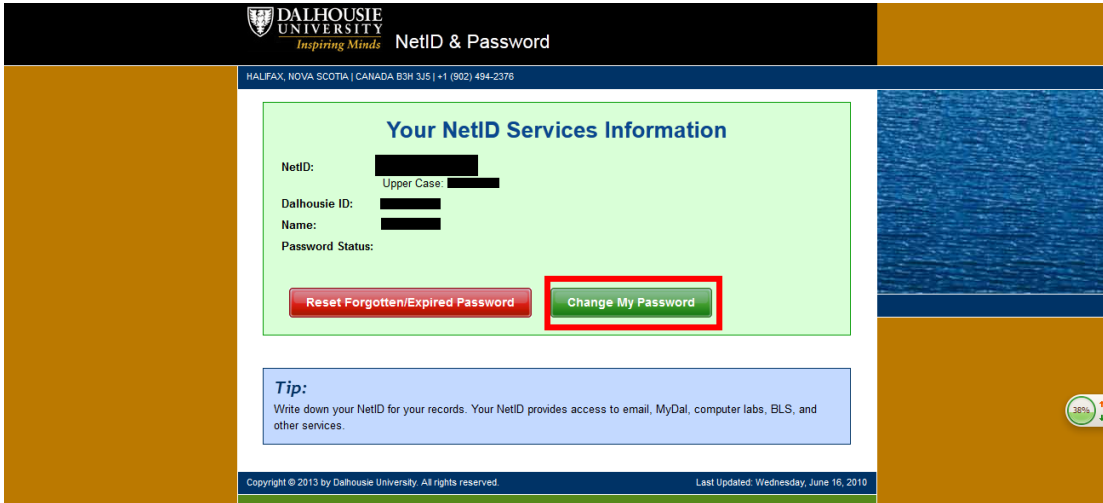 DALHOUSIE
UNIVERSITY
Inspiring Minds
NetID & Password
HALIFAX, NOVA SCOTIA | CANADA B3H 3J5 | +1 (902) 494-2376
Your NetID Services Information
NetID:
Upper Case:
Dalhousie ID:
Name:
Password Status:
Reset Forgotten/Expired Password
Change My Password
Tip:
Write down your NetID for your records. Your NetID provides access to email, MyDal, computer labs, BLS, and
other services.
38%
Copyright © 2013 by Dalhousie University. All rights reserved.
Last Updated: Wednesday, June 16, 2010